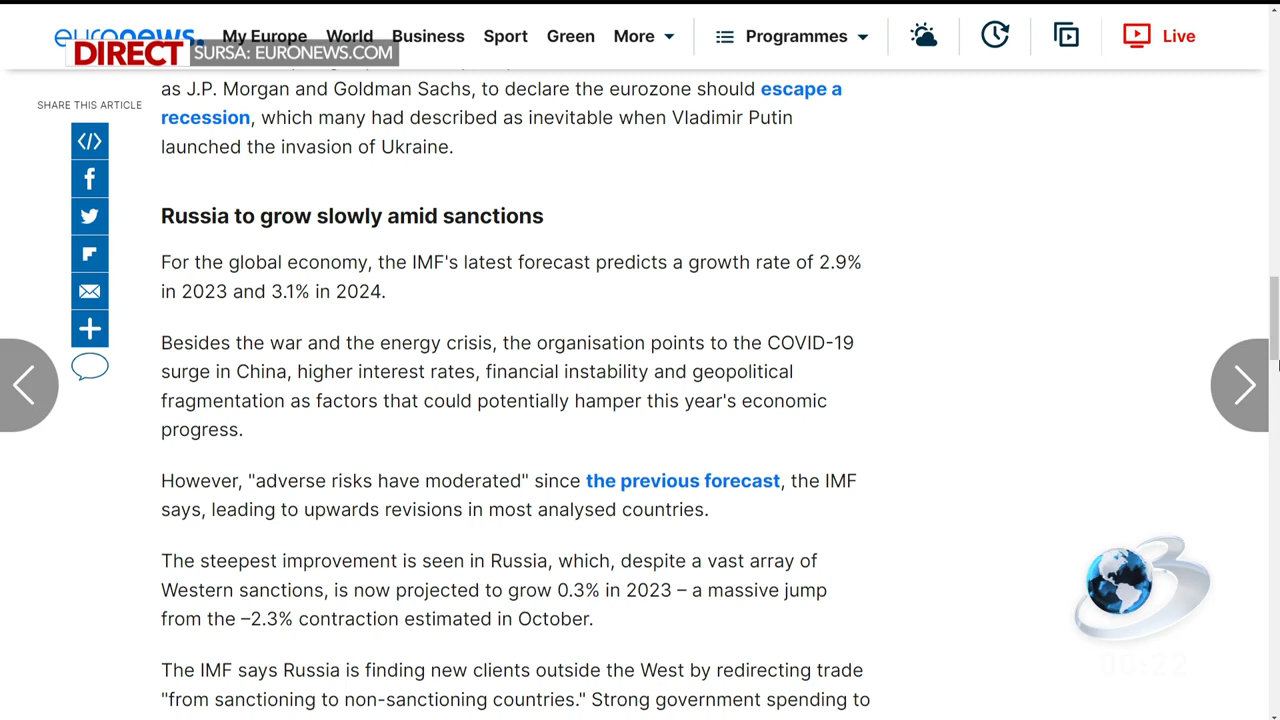 euronews.
My Europe World Business Sport Green More Programmes Live
DIRECT SURSA: EURONEWS.COM
as J.P. Morgan and Goldman Sachs, to declare the eurozone should escape a
SHARE THIS ARTICLE
recession, which many had described as inevitable when Vladimir Putin
launched the invasion of Ukraine.
Russia to grow slowly amid sanctions
For the global economy, the IMF's latest forecast predicts a growth rate of 2.9%
in 2023 and 3.1% in 2024.
Besides the war and the energy crisis, the organisation points to the COVID-19
surge in China, higher interest rates, financial instability and geopolitical
fragmentation as factors that could potentially hamper this year's economic
progress.
However, "adverse risks have moderated" since the previous forecast, the IMF
says, leading to upwards revisions in most analysed countries.
The steepest improvement is seen in Russia, which, despite a vast array of
Western sanctions, is now projected to grow 0.3% in 2023 – a massive jump
from the –2.3% contraction estimated in October.
The IMF says Russia is finding new clients outside the West by redirecting trade
"from sanctioning to non-sanctioning countries." Strong government spending to
3
00:22